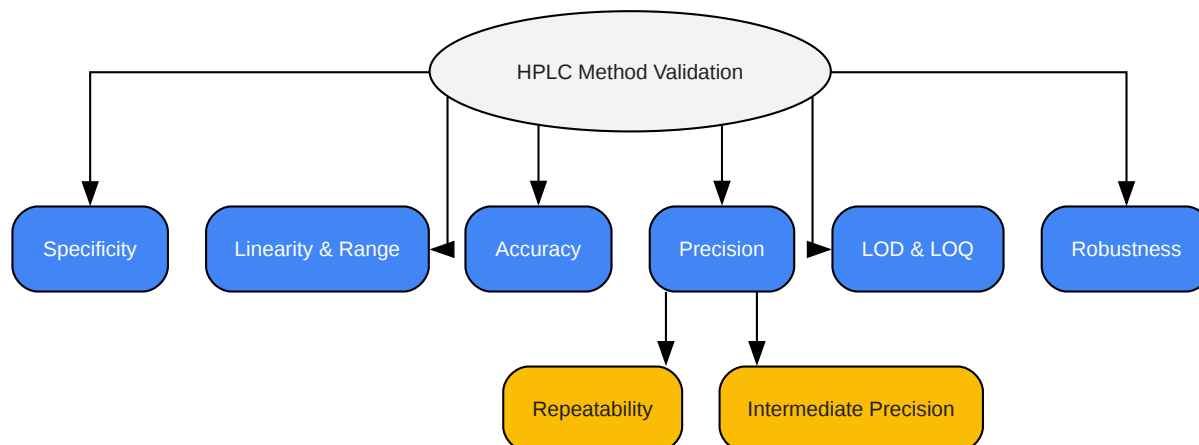 HPLC Method Validation
Specificity
Linearity & Range
Accuracy
Precision
LOD & LOQ
Robustness
Repeatability
Intermediate Precision